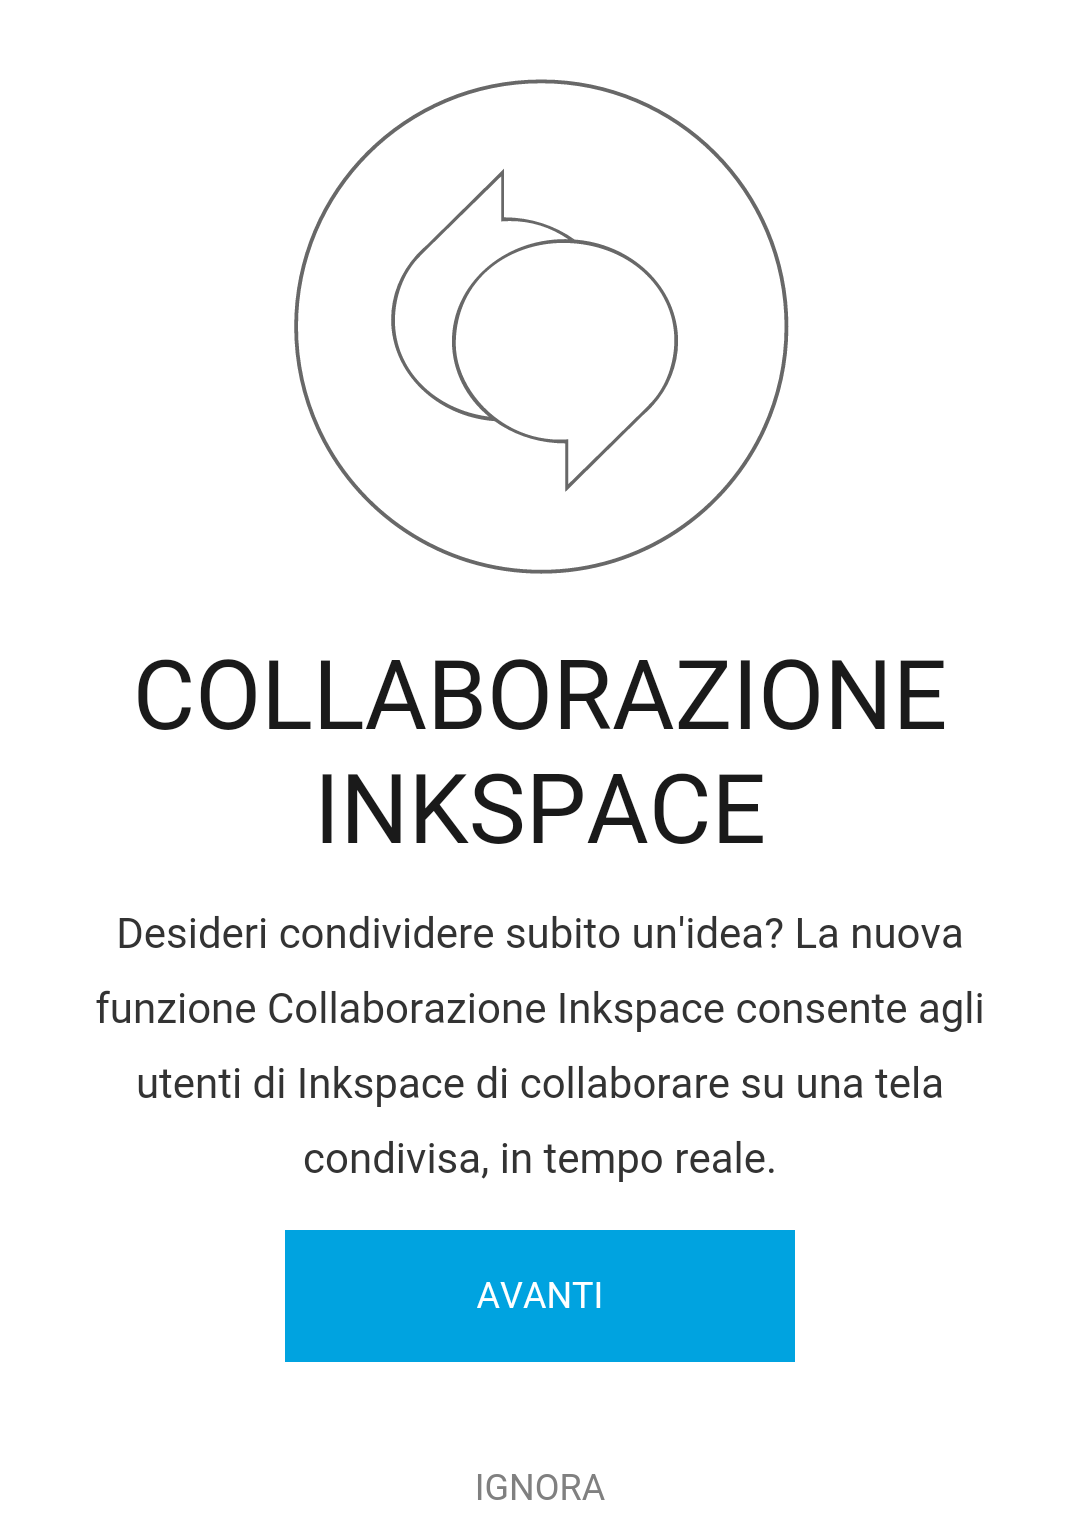 COLLABORAZIONE
INKSPACE
Desideri condividere subito un'idea? La nuova
funzione Collaborazione Inkspace consente agli
utenti di Inkspace di collaborare su una tela
condivisa, in tempo reale.
AVANTI
IGNORA